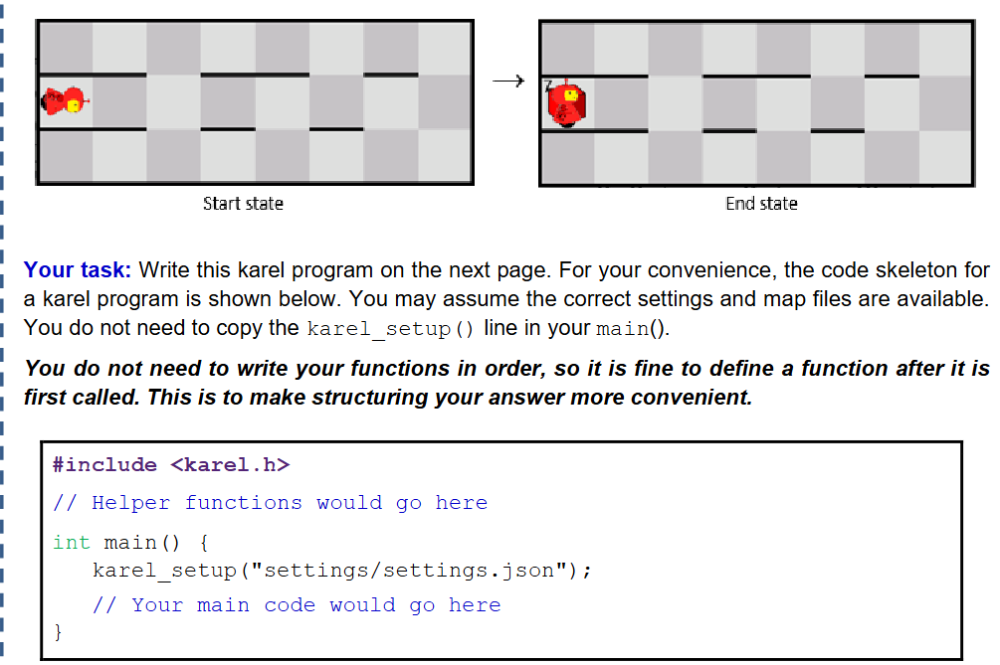 Start state
End state
Your task: Write this karel program on the next page. For your convenience, the code skeleton for
a karel program is shown below. You may assume the correct settings and map files are available.
You do not need to copy the karel_setup() line in your main().
You do not need to write your functions in order, so it is fine to define a function after it is
first called. This is to make structuring your answer more convenient.
#include <karel.h>
// Helper functions would go here
int main() {
karel_setup("settings/settings.json");
// Your main code would go here
}